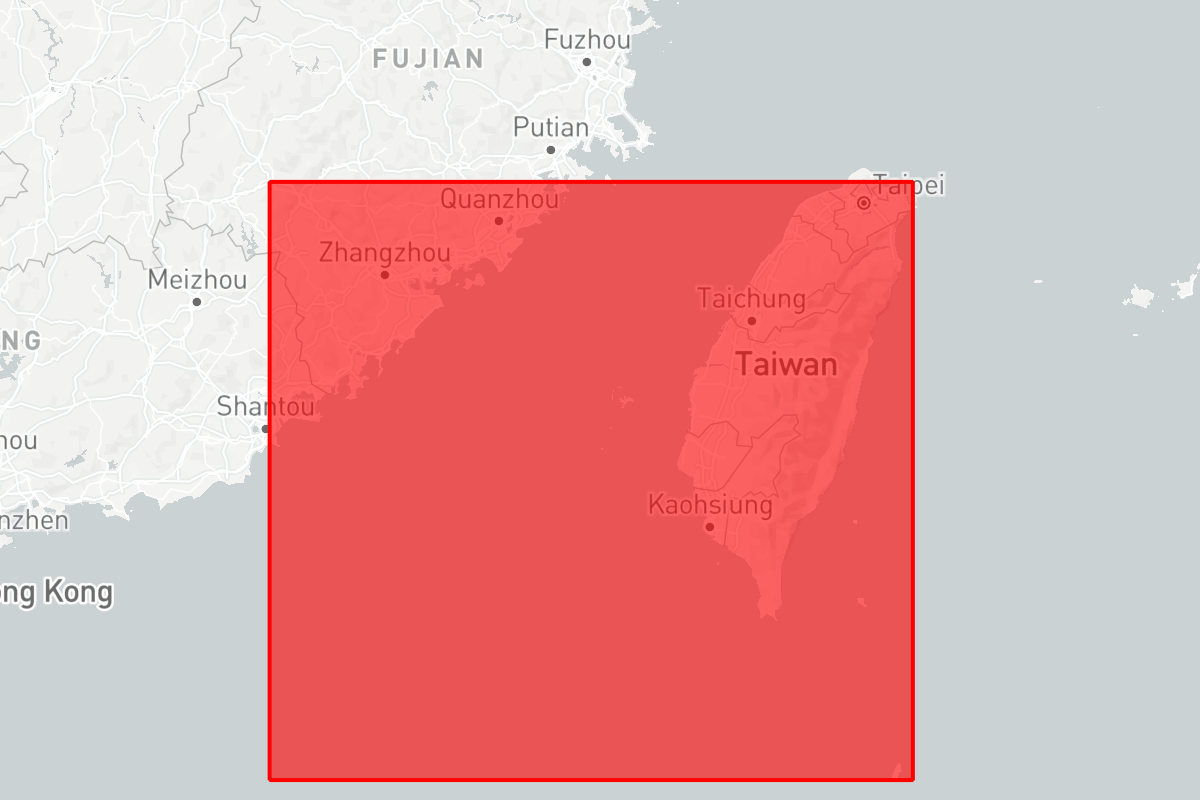 Fuzhou
FUJIAN
Putian
Taipei
Quanzhou
Zhangzhou
Meizhou
Taichung
NG
Taiwan
Shantou
hou
Kaohsiung
nzhen
ong Kong